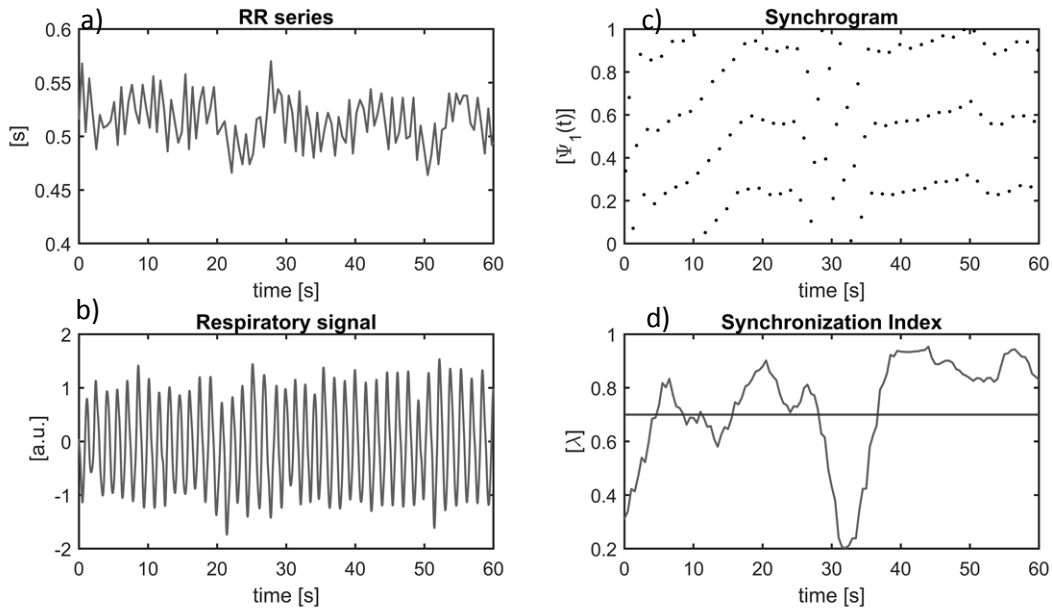 a)
RR series
0.6
0.55
0.5
0.45
0.4
[s]
0 10 20 30 40 50 60
time [s]
c)
Synchrogram
1
0.8
0.6
0.4
0.2
0
[Ψ1(t)]
0 10 20 30 40 50 60
time [s]
b)
Respiratory signal
2
1
0
-1
-2
[a.u.]
0 10 20 30 40 50 60
time [s]
d)
Synchronization Index
1
0.8
0.6
0.4
0.2
[λ]
0 10 20 30 40 50 60
time [s]